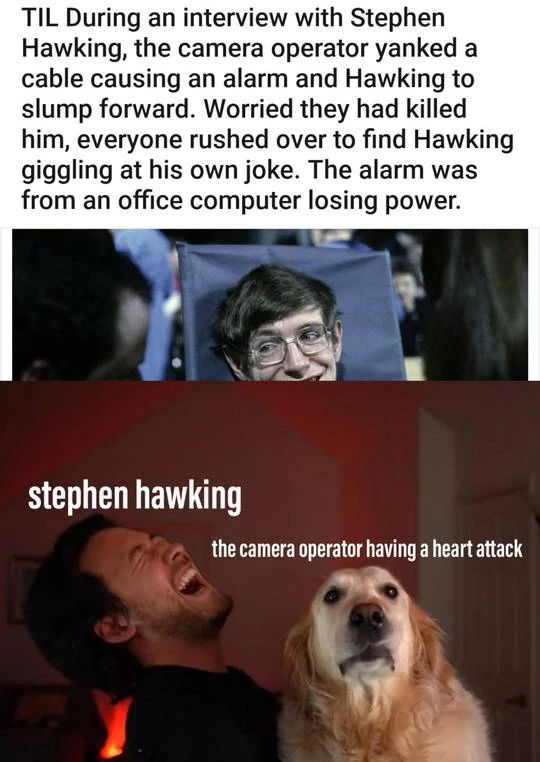 TIL During an interview with Stephen
Hawking, the camera operator yanked a
cable causing an alarm and Hawking to
slump forward. Worried they had killed
him, everyone rushed over to find Hawking
giggling at his own joke. The alarm was
from an office computer losing power.
stephen hawking
the camera operator having a heart attack